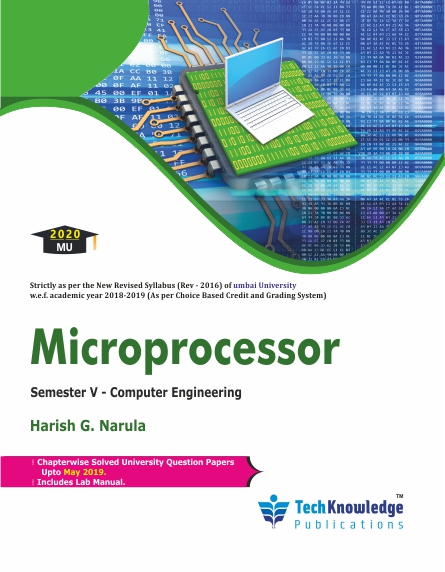 2020
MU
Strictly as per the New Revised Syllabus (Rev - 2016) of umbai University
w.e.f. academic year 2018-2019 (As per Choice Based Credit and Grading System)
Microprocessor
Semester V - Computer Engineering
Harish G. Narula
! Chapterwise Solved University Question Papers
Upto May 2019.
! Includes Lab Manual.
TechKnowledge™
Publications